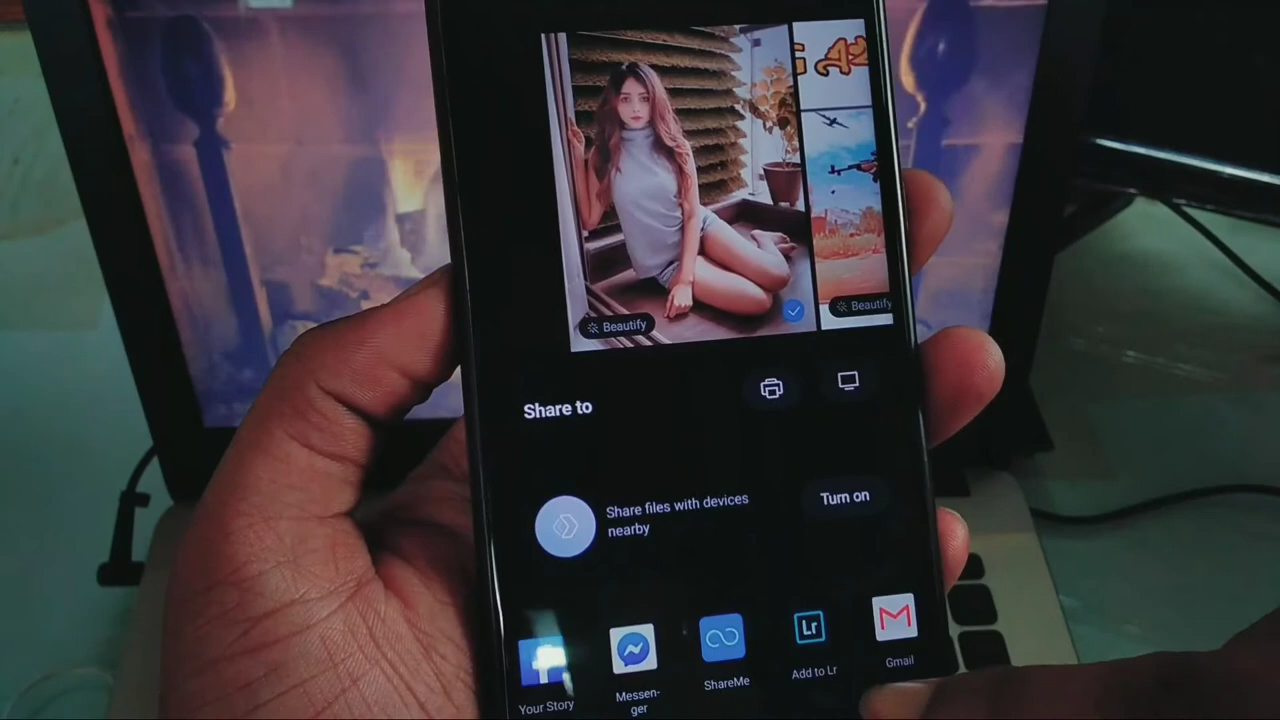 Beautify
Beautify
Share to
Share files with devices
nearby
Turn on
Lr
Your Story
Messen-
ger
ShareMe
Add to Lr
Gmail